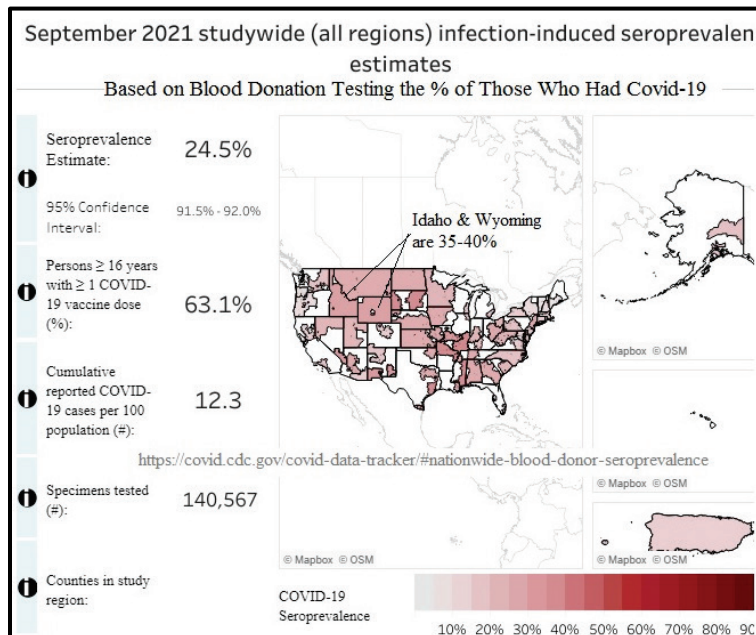 September 2021 studywide (all regions) infection-induced seroprevalen
estimates
Based on Blood Donation Testing the % of Those Who Had Covid-19
Seroprevalence
Estimate:
24.5%
95% Confidence
Interval:
91.5% - 92.0%
Persons ≥ 16 years
with ≥ 1 COVID-
19 vaccine dose
(%):
63.1%
Cumulative
reported COVID-
19 cases per 100
population (#):
12.3
Specimens tested
(#):
140,567
Counties in study
region:
Idaho & Wyoming
are 35-40%
https://covid.cdc.gov/covid-data-tracker/#nationwide-blood-donor-seroprevalence
© Mapbox © OSM
© Mapbox © OSM
© Mapbox © OSM
© Mapbox © OSM
COVID-19
Seroprevalence
10% 20% 30% 40% 50% 60% 70% 80% 90